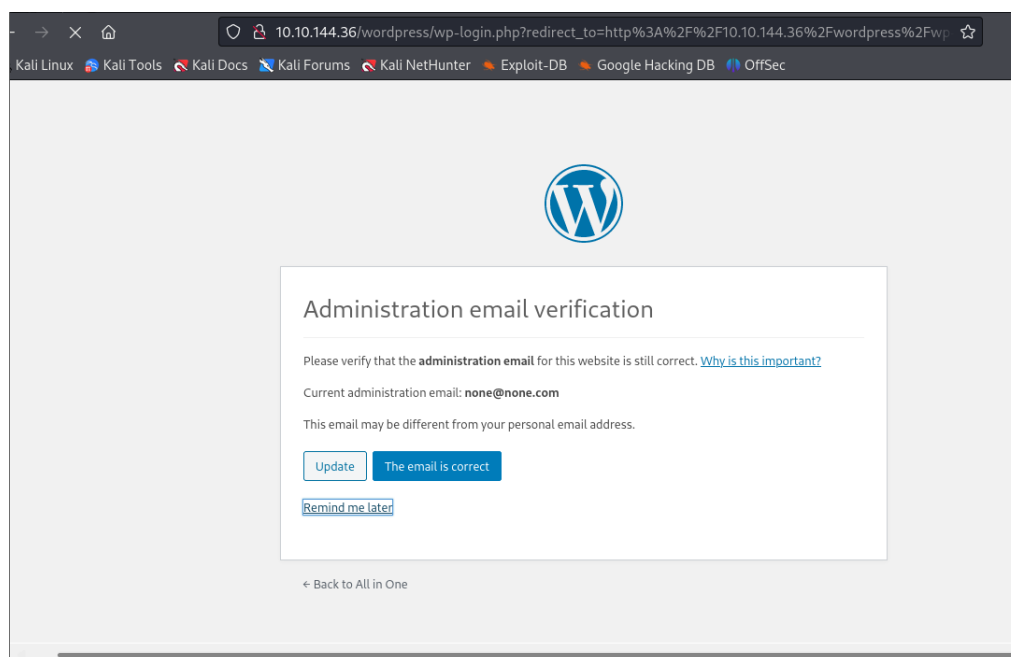 10.10.144.36/wordpress/wp-login.php?redirect_to=http%3A%2F%2F10.10.144.36%2Fwordpress%2Fwp
Kali Linux Kali Tools Kali Docs Kali Forums Kali NetHunter Exploit-DB Google Hacking DB OffSec
Administration email verification
Please verify that the administration email for this website is still correct. Why is this important?
Current administration email: none@none.com
This email may be different from your personal email address.
Update The email is correct
Remind me later
← Back to All in One